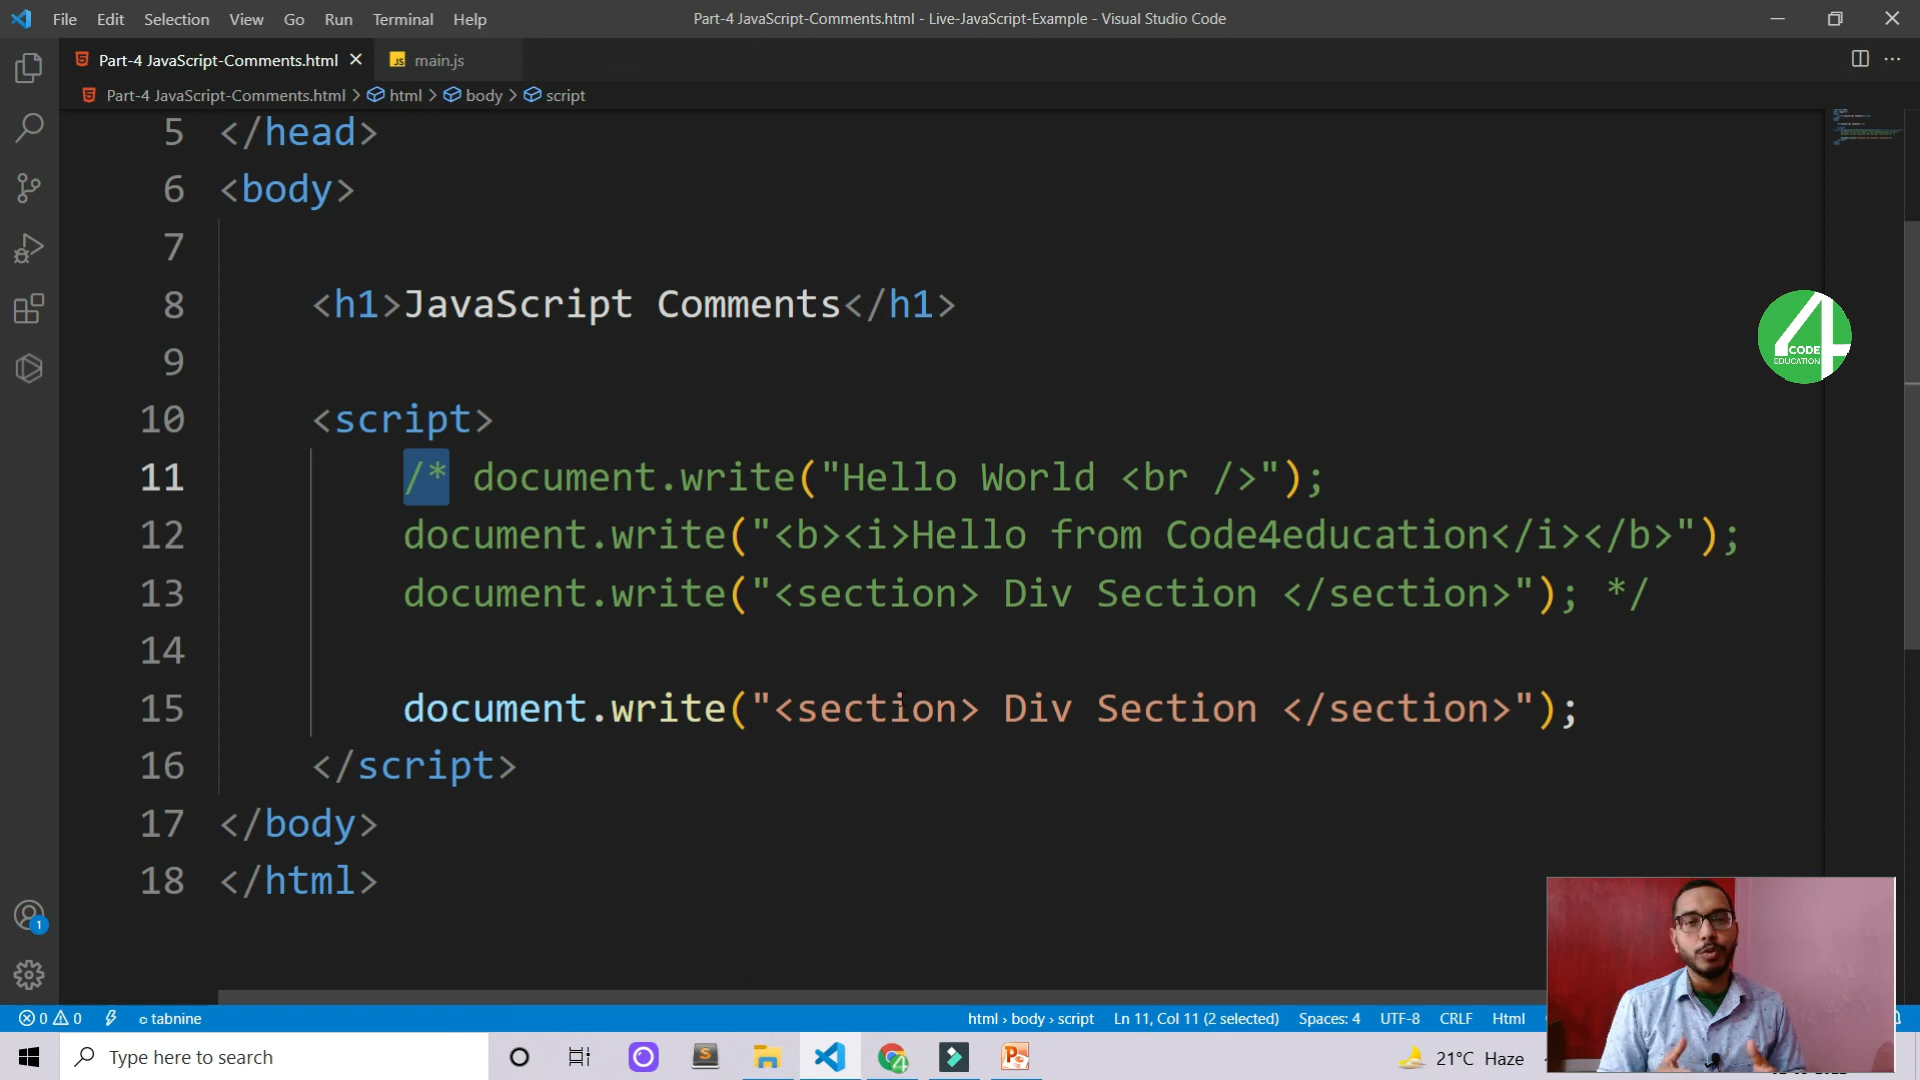 File Edit Selection View Go Run Terminal Help Part-4 JavaScript-Comments.html - Live-JavaScript-Example - Visual Studio Code
Part-4 JavaScript-Comments.html JS main.js
Part-4 JavaScript-Comments.html > html > body > script
5 </head>
6 <body>
7
8 <h1>JavaScript Comments</h1>
9
10 <script>
11 /* document.write("Hello World <br />");
12 document.write("<b><i>Hello from Code4education</i></b>");
13 document.write("<section> Div Section </section>"); */
14
15 document.write("<section> Div Section </section>");
16 </script>
17 </body>
18 </html>
4 CODE
EDUCATION
1
0 0 tabnine html › body › script Ln 11, Col 11 (2 selected) Spaces: 4 UTF-8 CRLF Html
Type here to search 21°C Haze